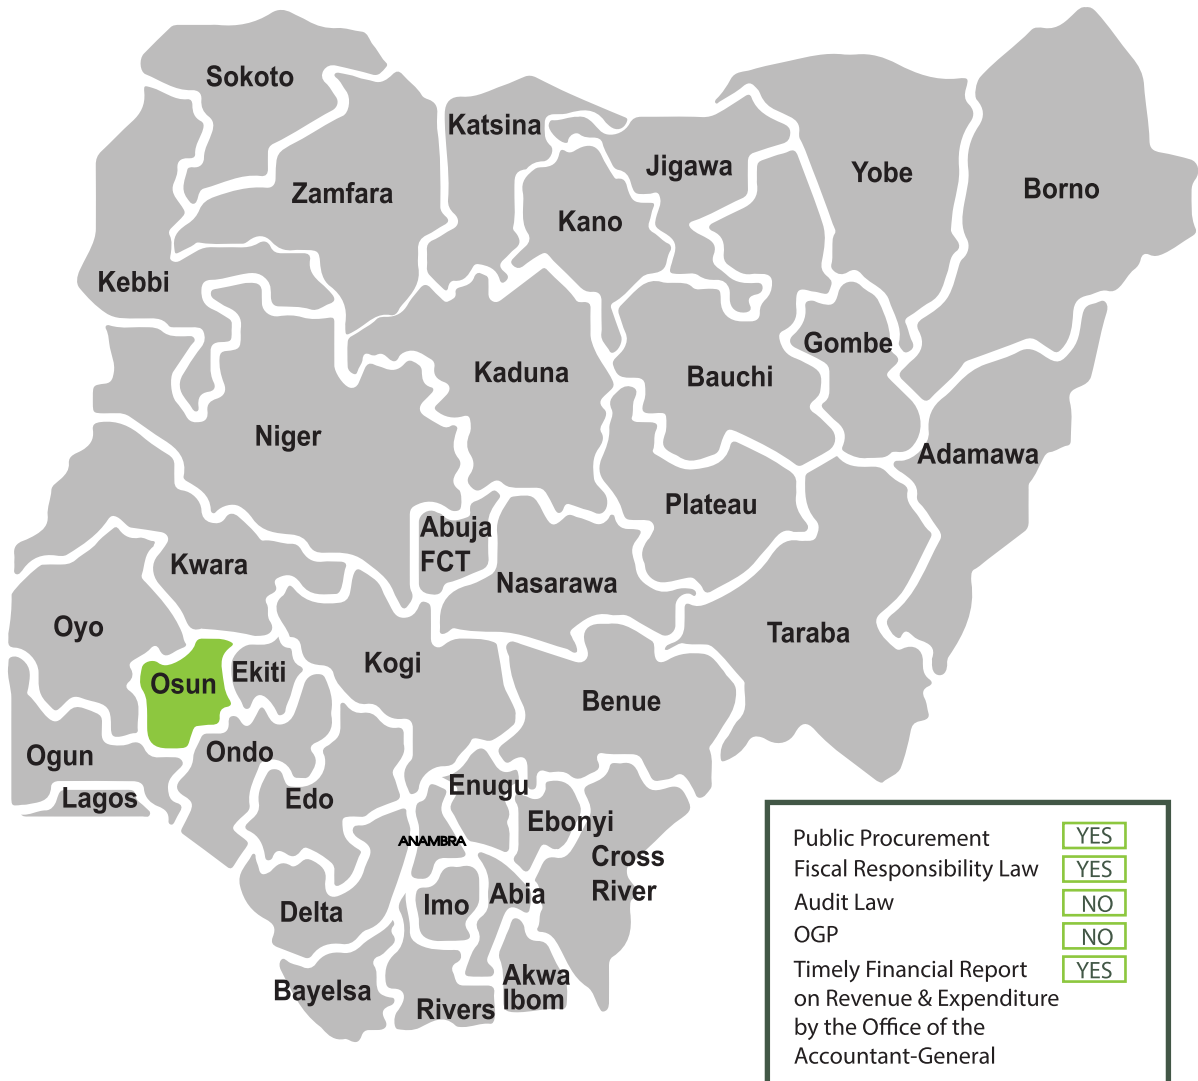 Sokoto
Katsina
Jigawa
Yobe
Borno
Zamfara
Kano
Kebbi
Gombe
Kaduna
Bauchi
Niger
Adamawa
Plateau
Abuja
FCT
Kwara
Nasarawa
Oyo
Taraba
Kogi
Ekiti
Osun
Benue
Ogun
Ondo
Lagos
Edo
Enugu
Ebonyi
ANAMBRA
Cross
River
Imo
Abia
Delta
Akwa
Ibom
Bayelsa
Rivers
Public Procurement YES
Fiscal Responsibility Law YES
Audit Law NO
OGP NO
Timely Financial Report YES
on Revenue & Expenditure
by the Office of the
Accountant-General